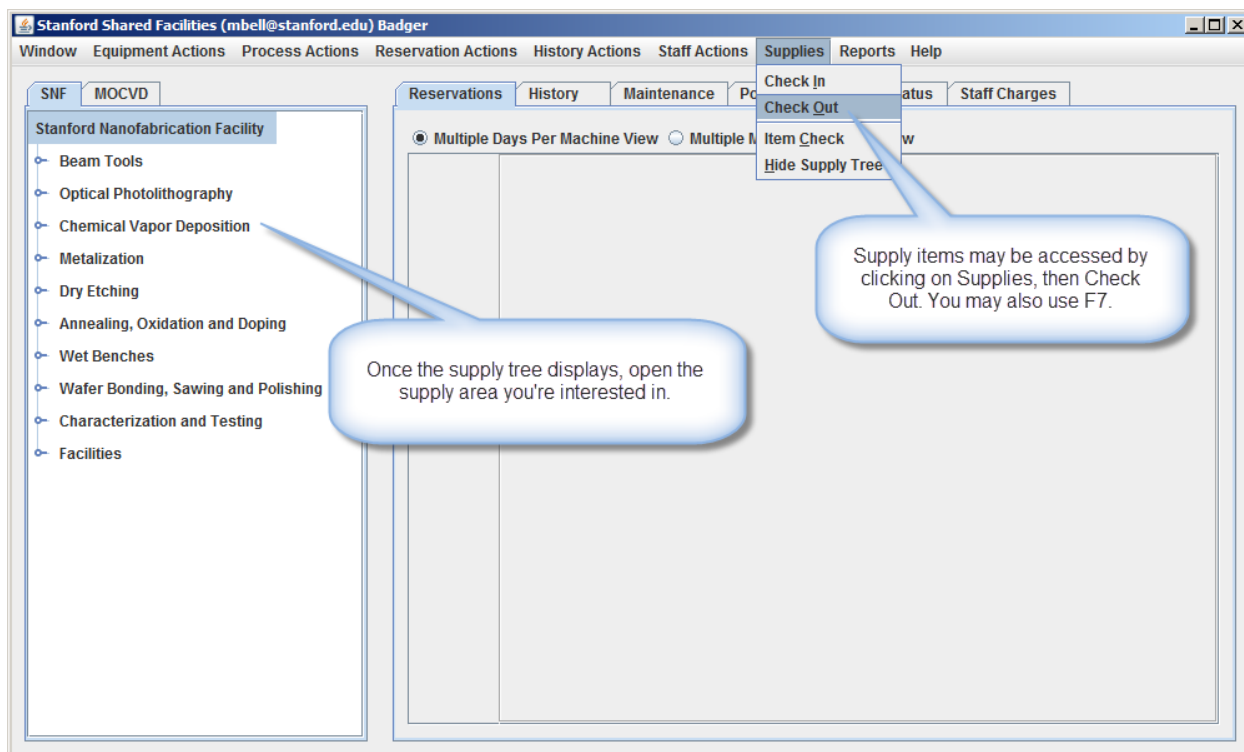 Stanford Shared Facilities (mbell@stanford.edu) Badger
Window Equipment Actions Process Actions Reservation Actions History Actions Staff Actions Supplies Reports Help
SNF MOCVD
Stanford Nanofabrication Facility
Beam Tools
Optical Photolithography
Chemical Vapor Deposition
Metalization
Dry Etching
Annealing, Oxidation and Doping
Wet Benches
Wafer Bonding, Sawing and Polishing
Characterization and Testing
Facilities
Reservations History Maintenance Staff Charges
Multiple Days Per Machine View Multiple
Check In
Check Out
Item Check
Hide Supply Tree
Supply items may be accessed by
clicking on Supplies, then Check
Out. You may also use F7.
Once the supply tree displays, open the
supply area you're interested in.